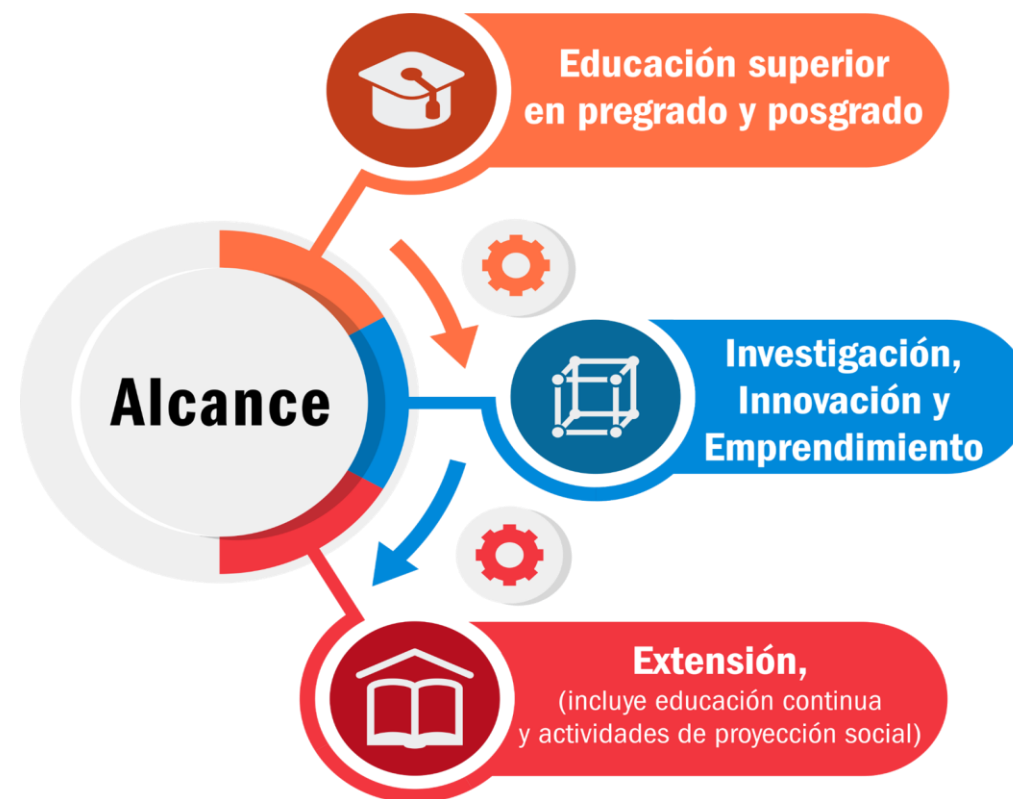 Educación superior
en pregrado y posgrado
Alcance
Investigación,
Innovación y
Emprendimiento
Extensión,
(incluye educación continua
y actividades de proyección social)